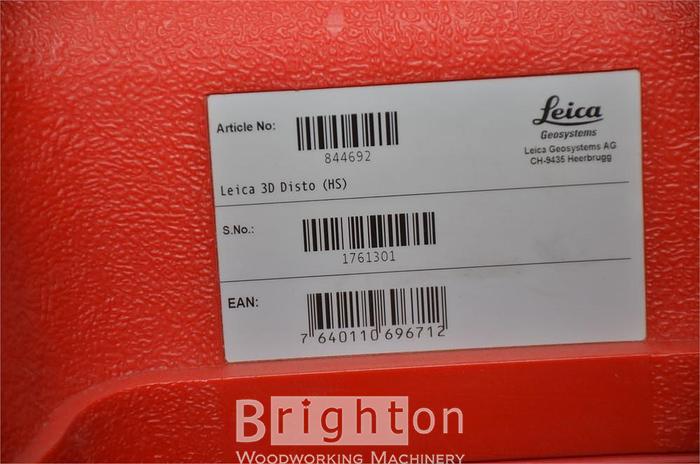 Article No:
844692
Leica
Geosystems
Leica Geosystems AG
CH-9435 Heerbrugg
Leica 3D Disto (HS)
S.No.:
1761301
EAN:
7 640110 696712
Brighton
WOODWORKING MACHINERY